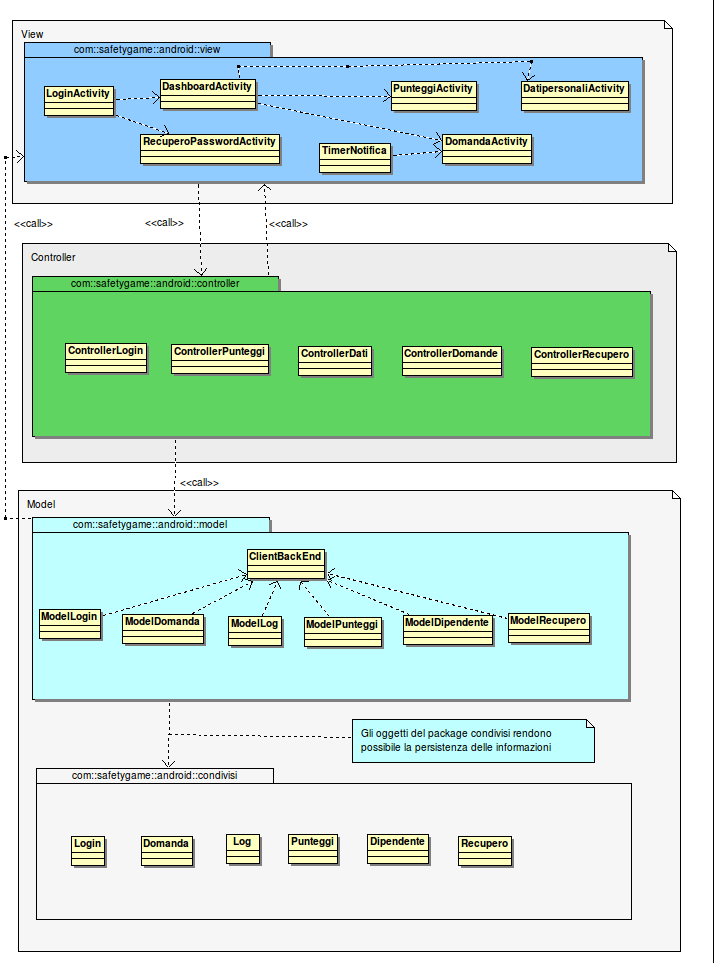 View
com::safetygame::android::view
LoginActivity
DashboardActivity
PunteggiActivity
DatipersonaliActivity
RecuperoPasswordActivity
TimerNotifica
DomandaActivity
<<call>>
<<call>>
<<call>>
Controller
com::safetygame::android::controller
ControllerLogin
ControllerPunteggi
ControllerDati
ControllerDomande
ControllerRecupero
<<call>>
Model
com::safetygame::android::model
ClientBackEnd
ModelLogin
ModelDomanda
ModelLog
ModelPunteggi
ModelDipendente
ModelRecupero
Gli oggetti del package condivisi rendono
possibile la persistenza delle informazioni
com::safetygame::android::condivisi
Login
Domanda
Log
Punteggi
Dipendente
Recupero